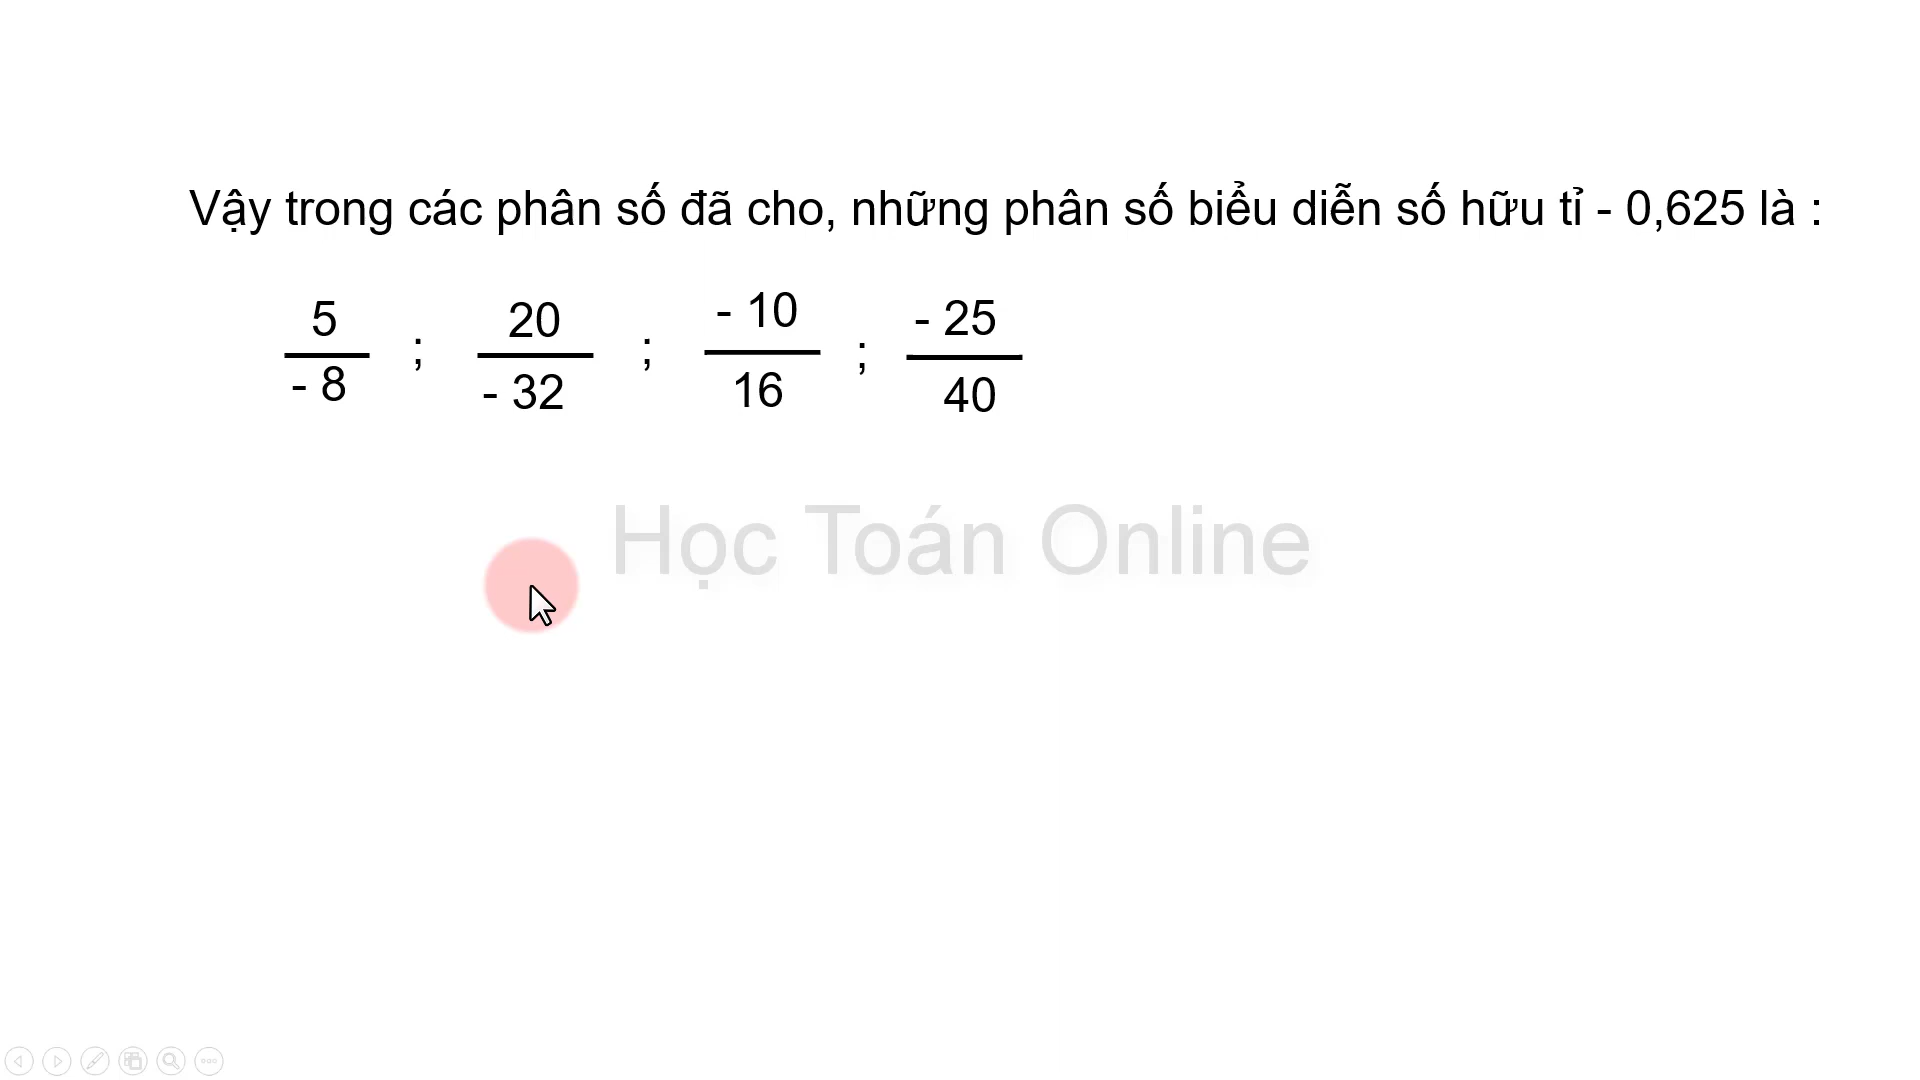 Vậy trong các phân số đã cho, những phân số biểu diễn số hữu tỉ - 0,625 là :
5 ; 20 ; - 10 ; - 25
- 8 - 32 16 40
Học Toán Online